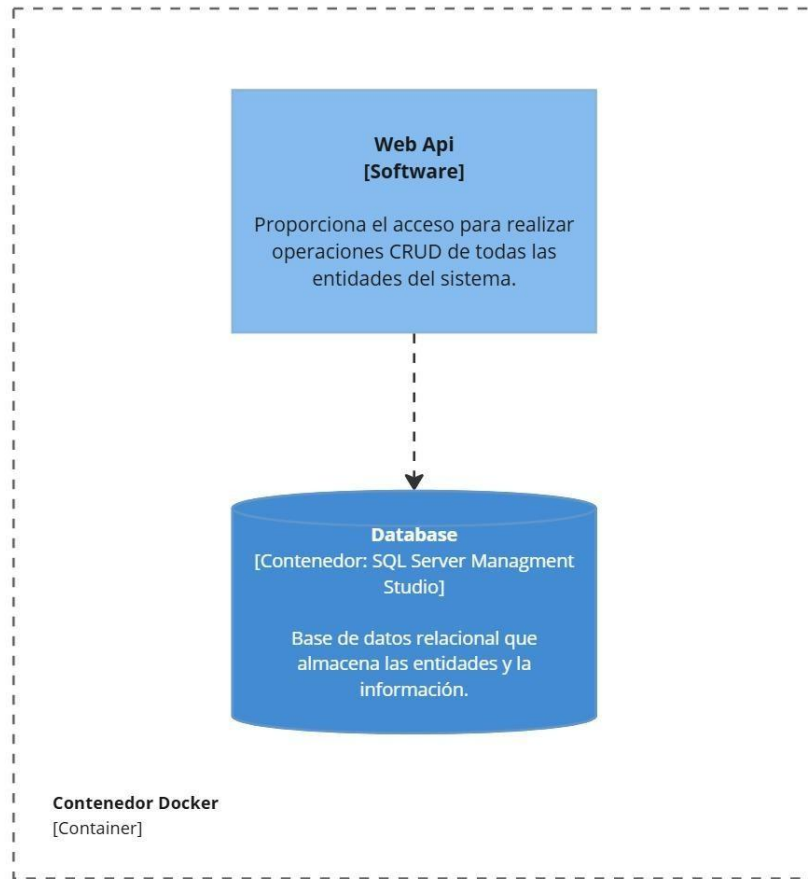 Web Api
[Software]
Proporciona el acceso para realizar
operaciones CRUD de todas las
entidades del sistema.
Database
[Contenedor: SQL Server Managment
Studio]
Base de datos relacional que
almacena las entidades y la
información.
Contenedor Docker
[Container]